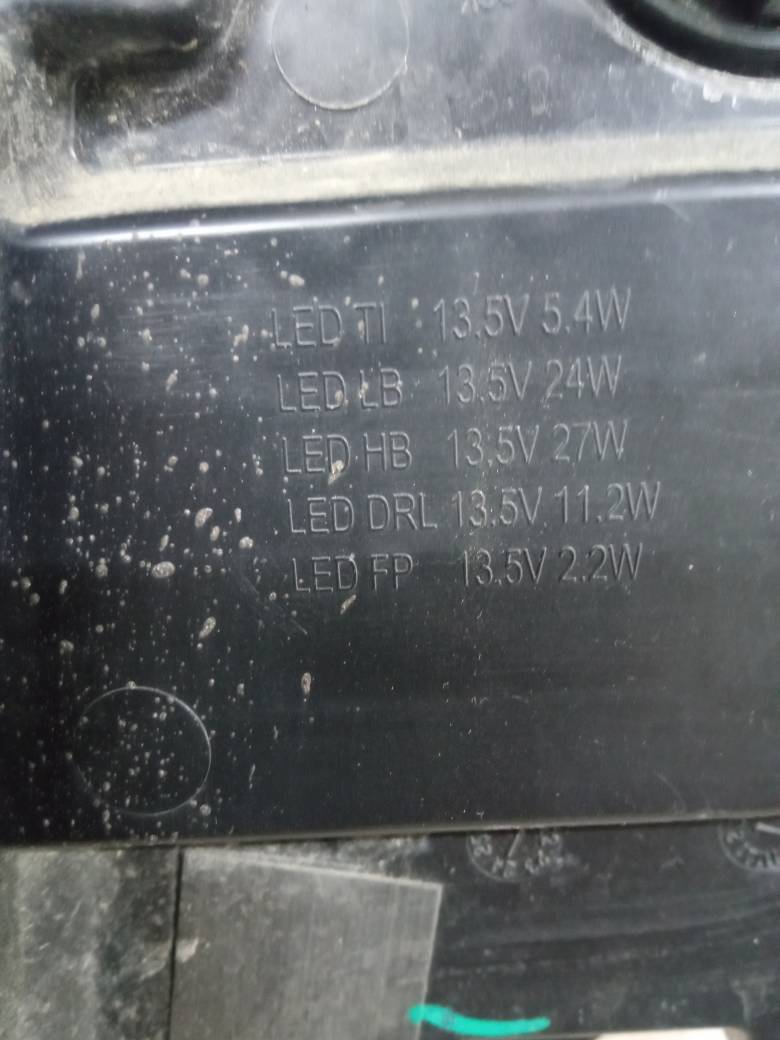 LED TI 13.5V 5.4W
LED LB 13.5V 24W
LED HB 13.5V 27W
LED DRL 13.5V 11.2W
LED FP 13.5V 2.2W